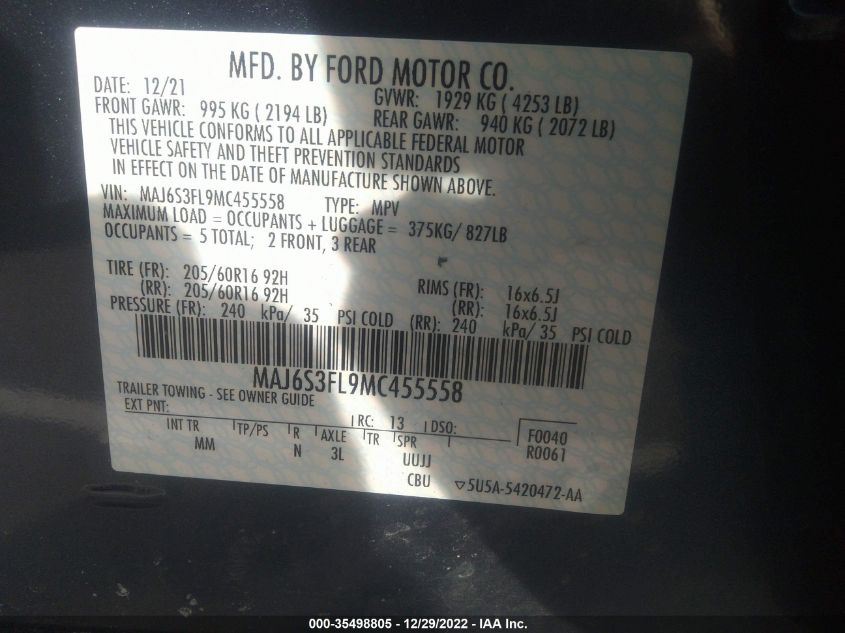 MFD. BY FORD MOTOR CO.
DATE: 12/21 GVWR: 1929 KG ( 4253 LB)
FRONT GAWR: 995 KG ( 2194 LB) REAR GAWR: 940 KG ( 2072 LB)
THIS VEHICLE CONFORMS TO ALL APPLICABLE FEDERAL MOTOR
VEHICLE SAFETY AND THEFT PREVENTION STANDARDS
IN EFFECT ON THE DATE OF MANUFACTURE SHOWN ABOVE.
VIN: MAJ6S3FL9MC455558 TYPE: MPV
MAXIMUM LOAD = OCCUPANTS + LUGGAGE = 375KG/ 827LB
OCCUPANTS = 5 TOTAL; 2 FRONT, 3 REAR
TIRE (FR): 205/60R16 92H RIMS (FR): 16x6.5J
(RR): 205/60R16 92H (RR): 16x6.5J
PRESSURE (FR): 240 kPa/ 35 PSI COLD (RR): 240 kPa/ 35 PSI COLD
MAJ6S3FL9MC455558
TRAILER TOWING - SEE OWNER GUIDE
EXT PNT: RC: 13 DSO: F0040
INT TR TP/PS R AXLE TR SPR R0061
MM N 3L UUJJ
CBU 5U5A-5420472-AA
000-35498805 - 12/29/2022 - IAA Inc.